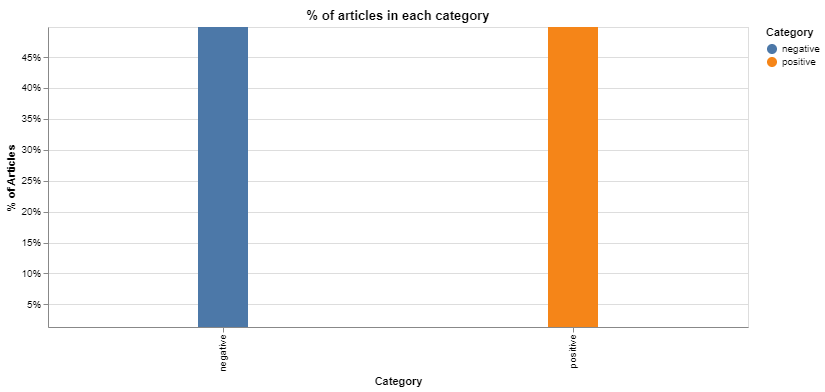 % of articles in each category
Category
negative
positive
% of Articles
45%
40%
35%
30%
25%
20%
15%
10%
5%
negative
positive
Category